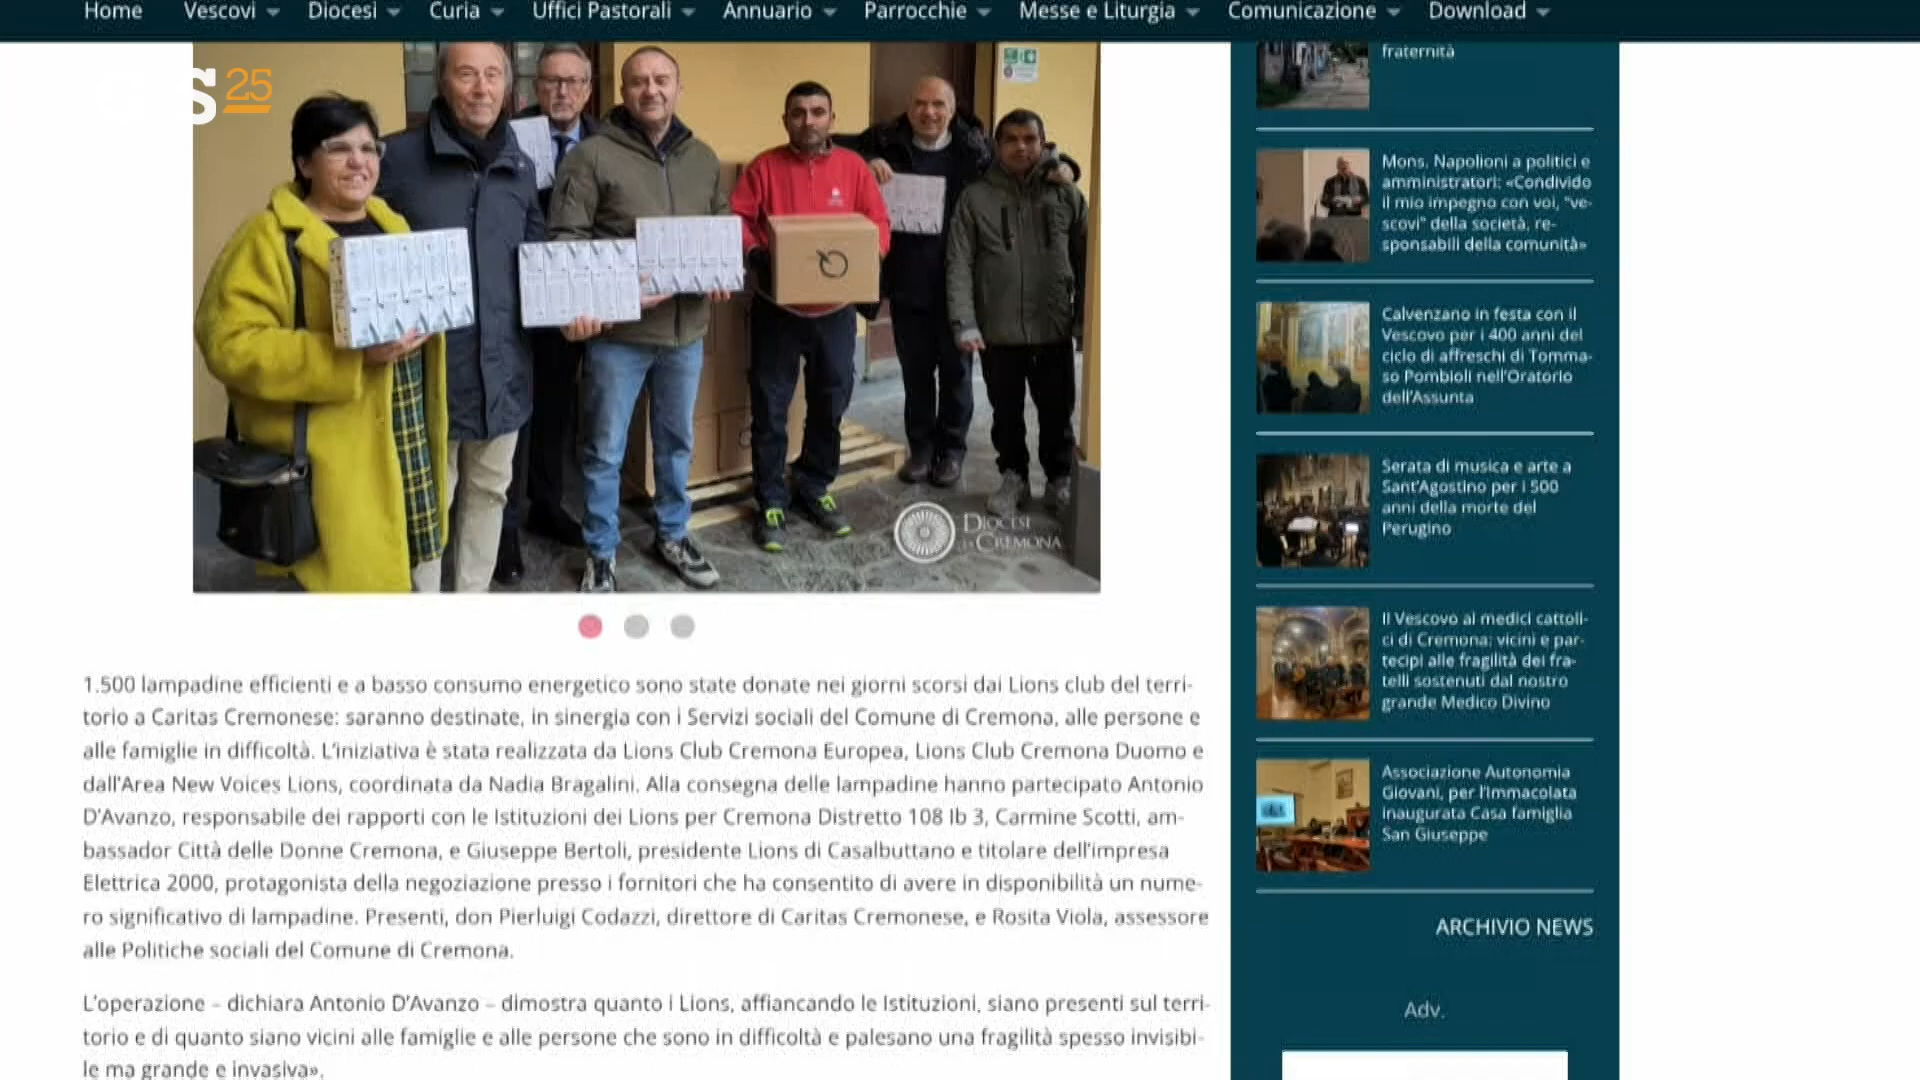 Home Vescovi Diocesi Curia Uffici Pastorali Annuario Parrocchie Messe e Liturgia Comunicazione Download
25
DIOCESI
DI CREMONA
1.500 lampadine efficienti e a basso consumo energetico sono state donate nei giorni scorsi dai Lions club del terri-
torio a Caritas Cremonese: saranno destinate, in sinergia con i Servizi sociali del Comune di Cremona, alle persone e
alle famiglie in difficoltà. L'iniziativa è stata realizzata da Lions Club Cremona Europea, Lions Club Cremona Duomo e
dall'Area New Voices Lions, coordinata da Nadia Bragalini. Alla consegna delle lampadine hanno partecipato Antonio
D'Avanzo, responsabile dei rapporti con le Istituzioni dei Lions per Cremona Distretto 108 Ib 3, Carmine Scotti, am-
bassador Città delle Donne Cremona, e Giuseppe Bertoli, presidente Lions di Casalbuttano e titolare dell'impresa
Elettrica 2000, protagonista della negoziazione presso i fornitori che ha consentito di avere in disponibilità un nume-
ro significativo di lampadine. Presenti, don Pierluigi Codazzi, direttore di Caritas Cremonese, e Rosita Viola, assessore
alle Politiche sociali del Comune di Cremona.
L'operazione – dichiara Antonio D'Avanzo – dimostra quanto i Lions, affiancando le Istituzioni, siano presenti sul terri-
torio e di quanto siano vicini alle famiglie e alle persone che sono in difficoltà e palesano una fragilità spesso invisibi-
le ma grande e invasiva».
fraternità
Mons. Napolioni a politici e
amministratori: «Condivido
il mio impegno con voi, "ve-
scovi" della società, re-
sponsabili della comunità»
Calvenzano in festa con il
Vescovo per i 400 anni del
ciclo di affreschi di Tomma-
so Pombioli nell'Oratorio
dell'Assunta
Serata di musica e arte a
Sant'Agostino per i 500
anni della morte del
Perugino
Il Vescovo ai medici cattoli-
ci di Cremona: vicini e par-
tecipi alle fragilità dei fra-
telli sostenuti dal nostro
grande Medico Divino
Associazione Autonomia
Giovani, per l'Immacolata
inaugurata Casa famiglia
San Giuseppe
ARCHIVIO NEWS
Adv.